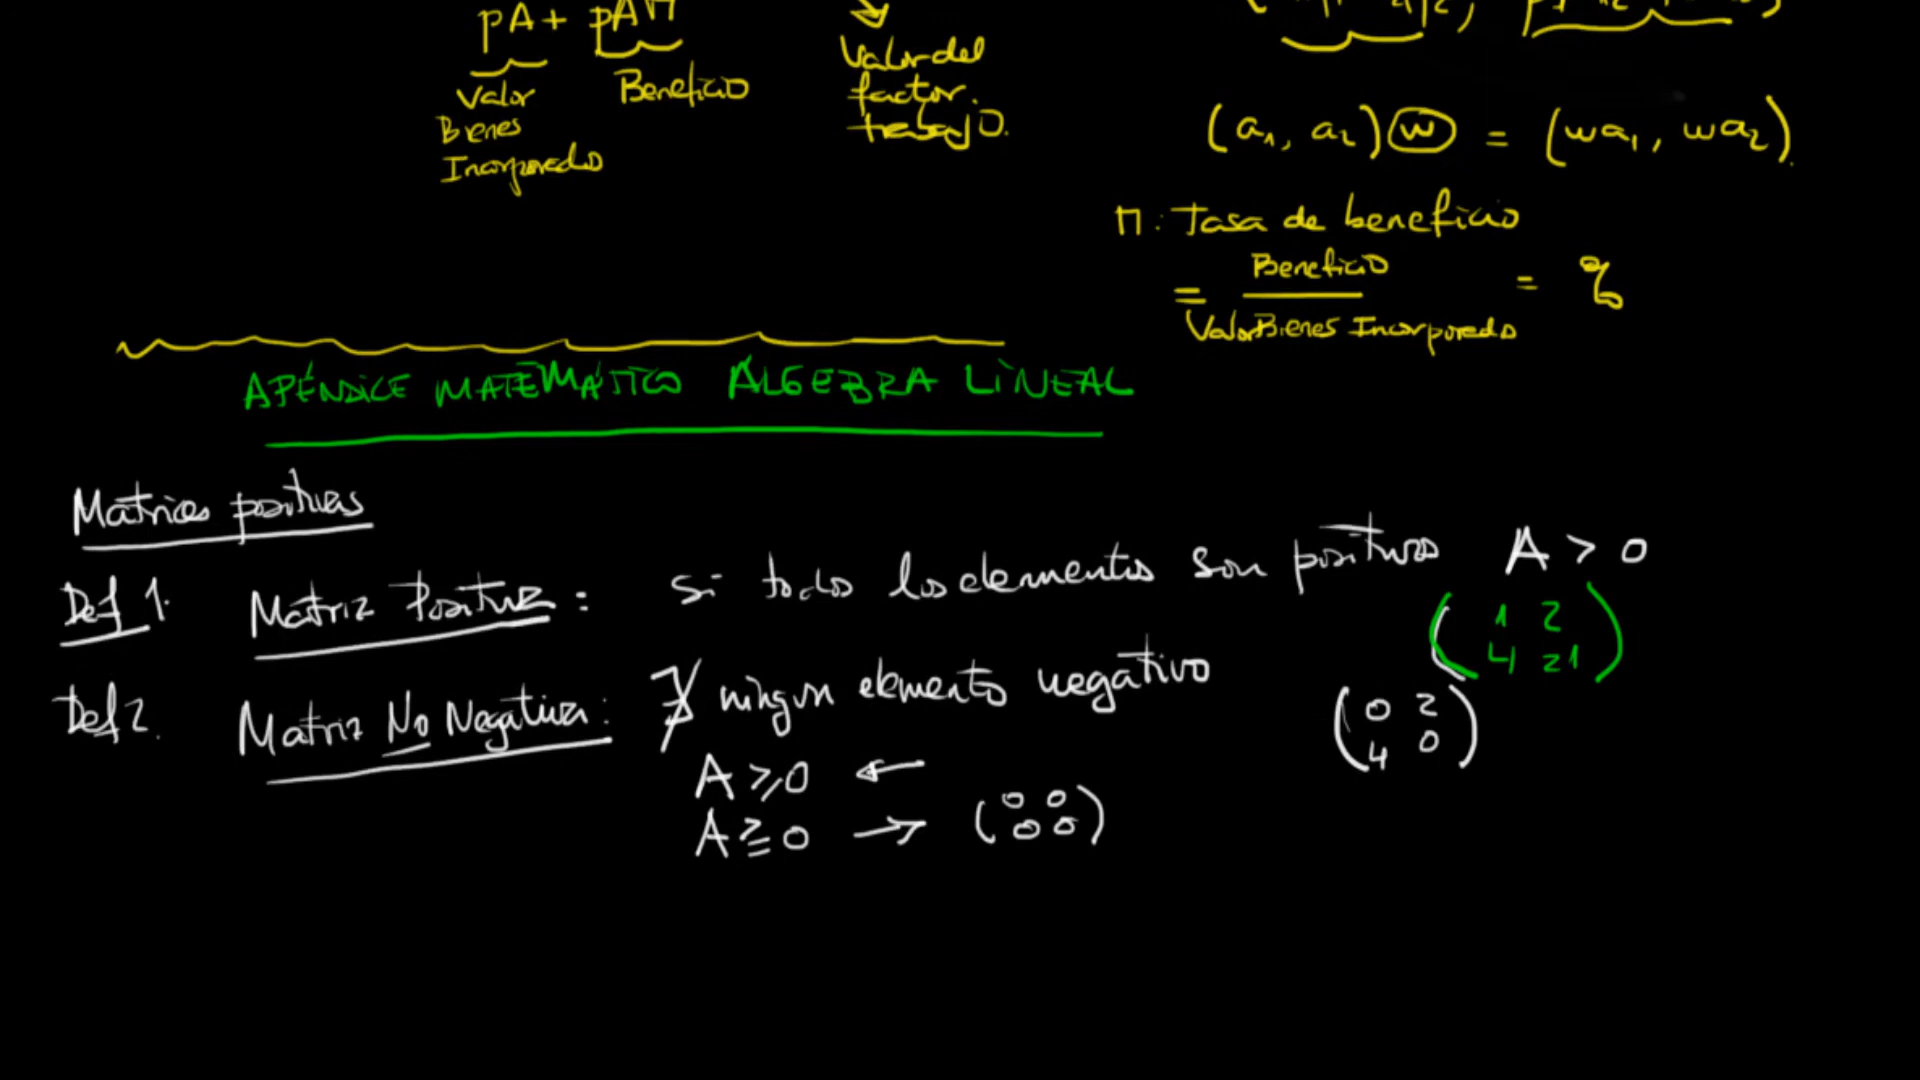 pA + pAΠ
Valor Bienes Incorporado
Beneficio
Valor del factor. trabajo.
(a₁, a₂) w = (wa₁, wa₂).
Π: Tasa de beneficio
= Beneficio / Valor Bienes Incorporado = %
APÉNDICE MATEMÁTICO ÁLGEBRA LINEAL
Matrices positivas
Def 1. Matriz Positiva: si todos los elementos son positivos A > 0
( 1 2
4 21 )
Def 2. Matriz No Negativa: ∄ ningun elemento negativo
( 0 2
4 0 )
A ⩾ 0 ←
A ≧ 0 → ( 0 0
0 0 )